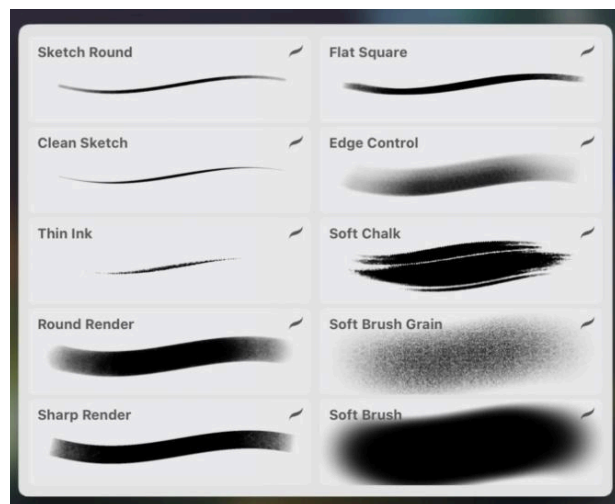 Sketch Round
Flat Square
Clean Sketch
Edge Control
Thin Ink
Soft Chalk
Round Render
Soft Brush Grain
Sharp Render
Soft Brush